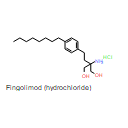 HCl
NH₂
OH
OH
Fingolimod (hydrochloride)